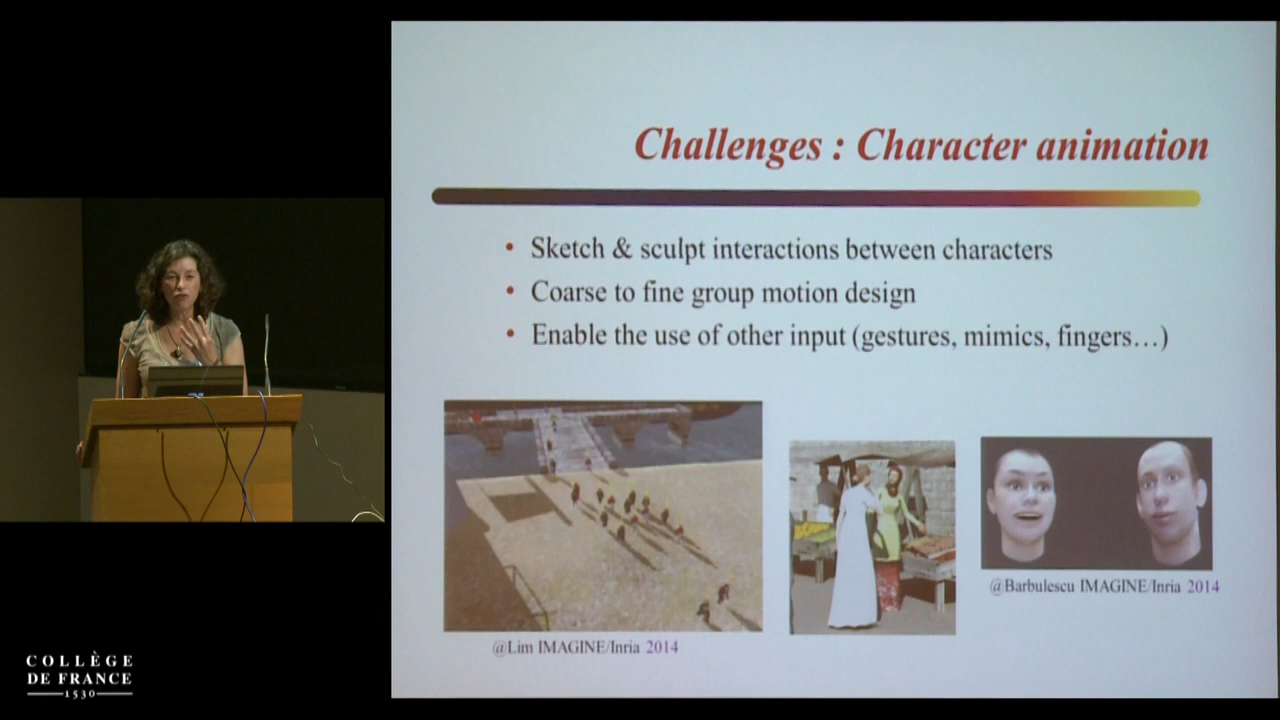 Challenges : Character animation
• Sketch & sculpt interactions between characters
• Coarse to fine group motion design
• Enable the use of other input (gestures, mimics, fingers…)
@Barbulescu IMAGINE/Inria 2014
@Lim IMAGINE/Inria 2014
COLLÈGE
DE FRANCE
1530